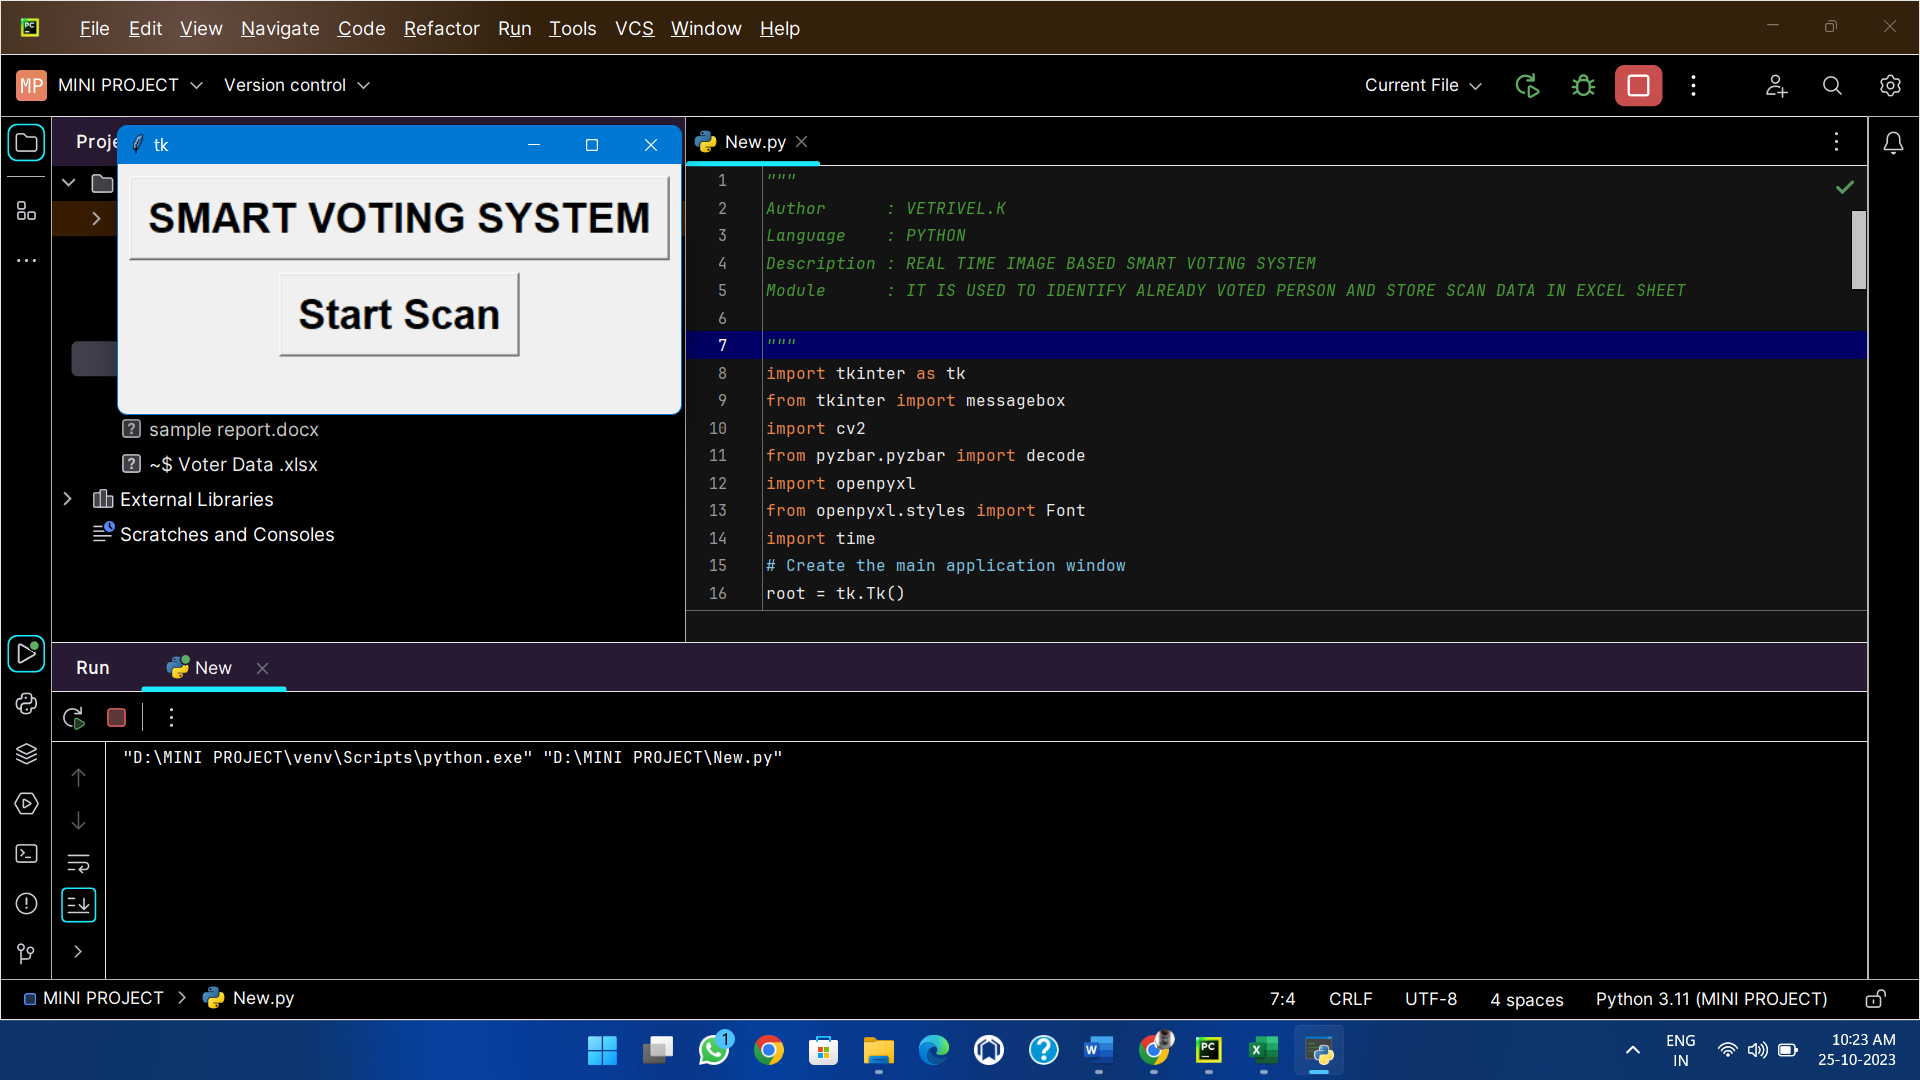 File Edit View Navigate Code Refactor Run Tools VCS Window Help
MP MINI PROJECT Version control Current File
tk
SMART VOTING SYSTEM
Start Scan
sample report.docx
~$ Voter Data .xlsx
External Libraries
Scratches and Consoles
New.py
1 """
2 Author : VETRIVEL.K
3 Language : PYTHON
4 Description : REAL TIME IMAGE BASED SMART VOTING SYSTEM
5 Module : IT IS USED TO IDENTIFY ALREADY VOTED PERSON AND STORE SCAN DATA IN EXCEL SHEET
6
7 """
8 import tkinter as tk
9 from tkinter import messagebox
10 import cv2
11 from pyzbar.pyzbar import decode
12 import openpyxl
13 from openpyxl.styles import Font
14 import time
15 # Create the main application window
16 root = tk.Tk()
Run New
"D:\MINI PROJECT\venv\Scripts\python.exe" "D:\MINI PROJECT\New.py"
MINI PROJECT > New.py 7:4 CRLF UTF-8 4 spaces Python 3.11 (MINI PROJECT)
1
PC
ENG
IN
10:23 AM
25-10-2023